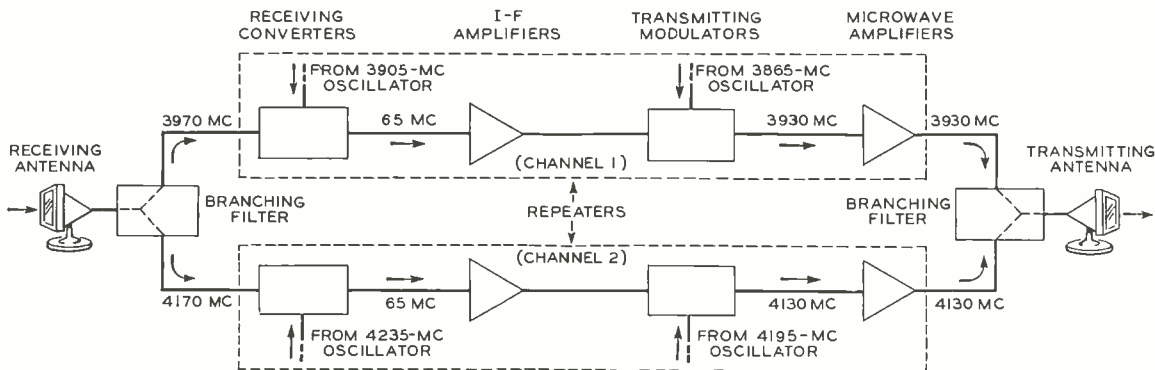 RECEIVING
CONVERTERS
I-F
AMPLIFIERS
TRANSMITTING
MODULATORS
MICROWAVE
AMPLIFIERS
FROM 3905-MC
OSCILLATOR
FROM 3865-MC
OSCILLATOR
3970 MC
65 MC
3930 MC
3930 MC
RECEIVING
ANTENNA
(CHANNEL 1)
TRANSMITTING
ANTENNA
BRANCHING
FILTER
REPEATERS
BRANCHING
FILTER
(CHANNEL 2)
4170 MC
65 MC
4130 MC
4130 MC
FROM 4235-MC
OSCILLATOR
FROM 4195-MC
OSCILLATOR